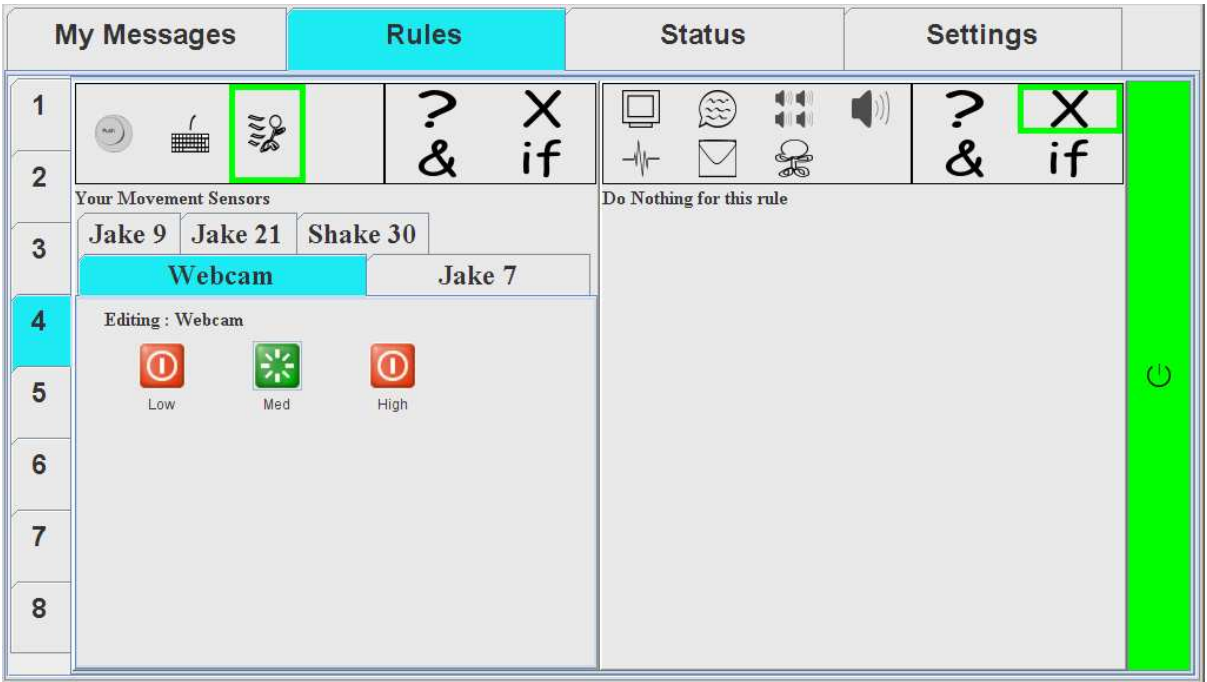 My Messages Rules Status Settings
1
2
3
4
5
6
7
8
PUSH
? X
& if
? X
& if
Your Movement Sensors
Do Nothing for this rule
Jake 9 Jake 21 Shake 30
Webcam Jake 7
Editing : Webcam
Low Med High